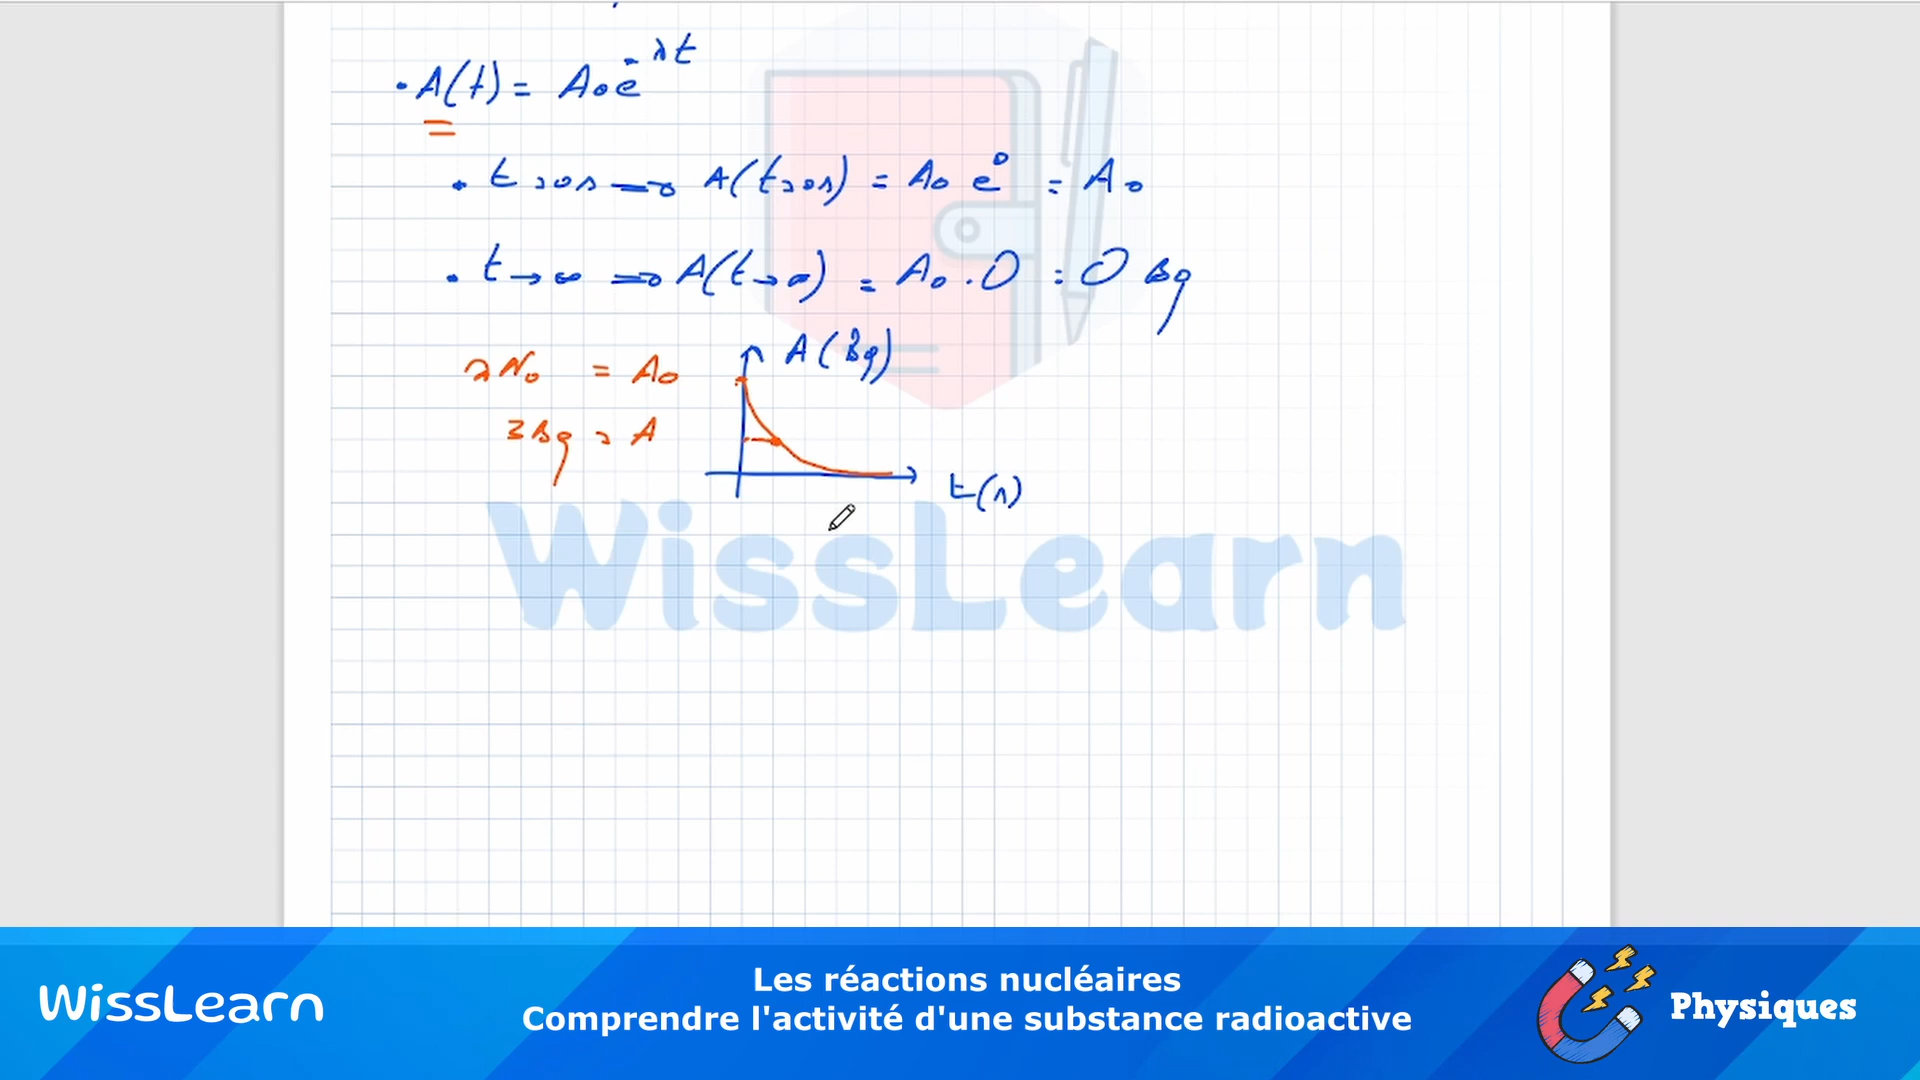 • A(t) = A₀e^-λt
• t=0s ⇒ A(t=0s) = A₀ e⁰ = A₀
• t→∞ ⇒ A(t→∞) = A₀ . 0 = 0 Bq
A(Bq)
λN₀ = A₀
3Bq = A
t(s)
WissLearn
Les réactions nucléaires
WissLearn
Comprendre l'activité d'une substance radioactive
Physiques